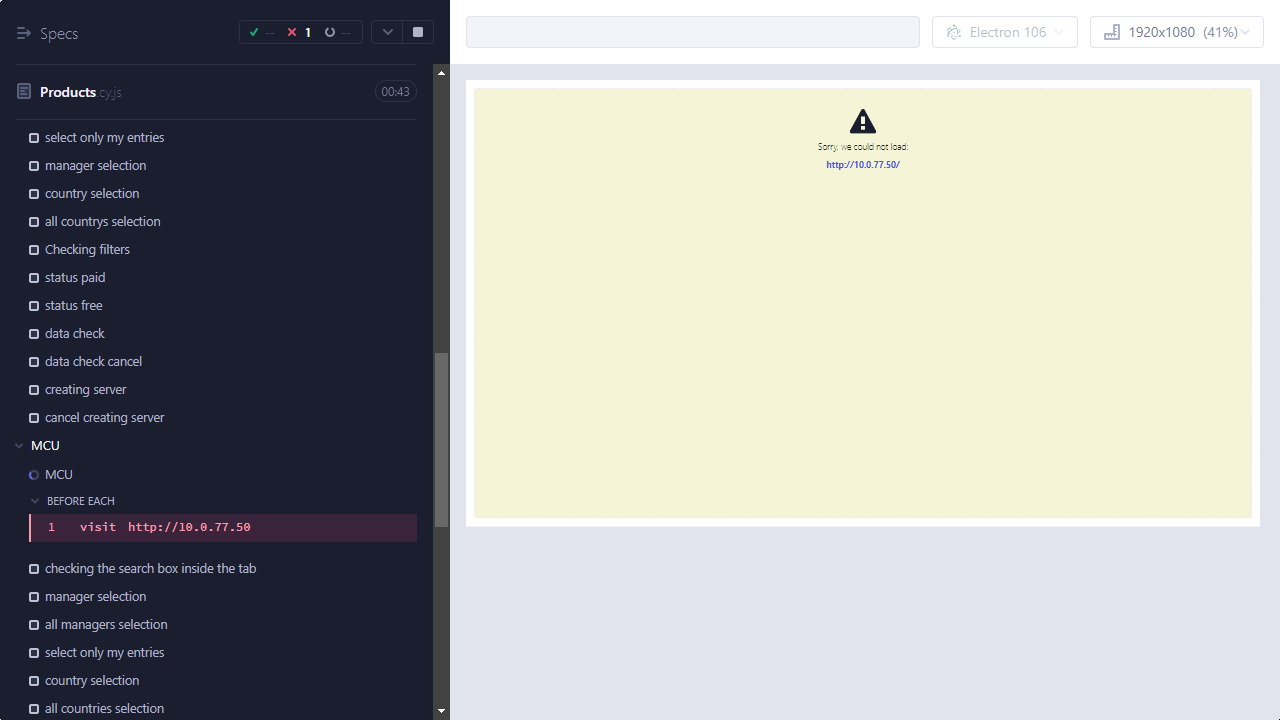 Specs
-- 1 --
Electron 106
1920x1080 (41%)
Products.cy.js
00:43
select only my entries
manager selection
country selection
all countrys selection
Checking filters
status paid
status free
data check
data check cancel
creating server
cancel creating server
MCU
MCU
BEFORE EACH
1 visit http://10.0.77.50
checking the search box inside the tab
manager selection
all managers selection
select only my entries
country selection
all countries selection
Sorry, we could not load:
http://10.0.77.50/